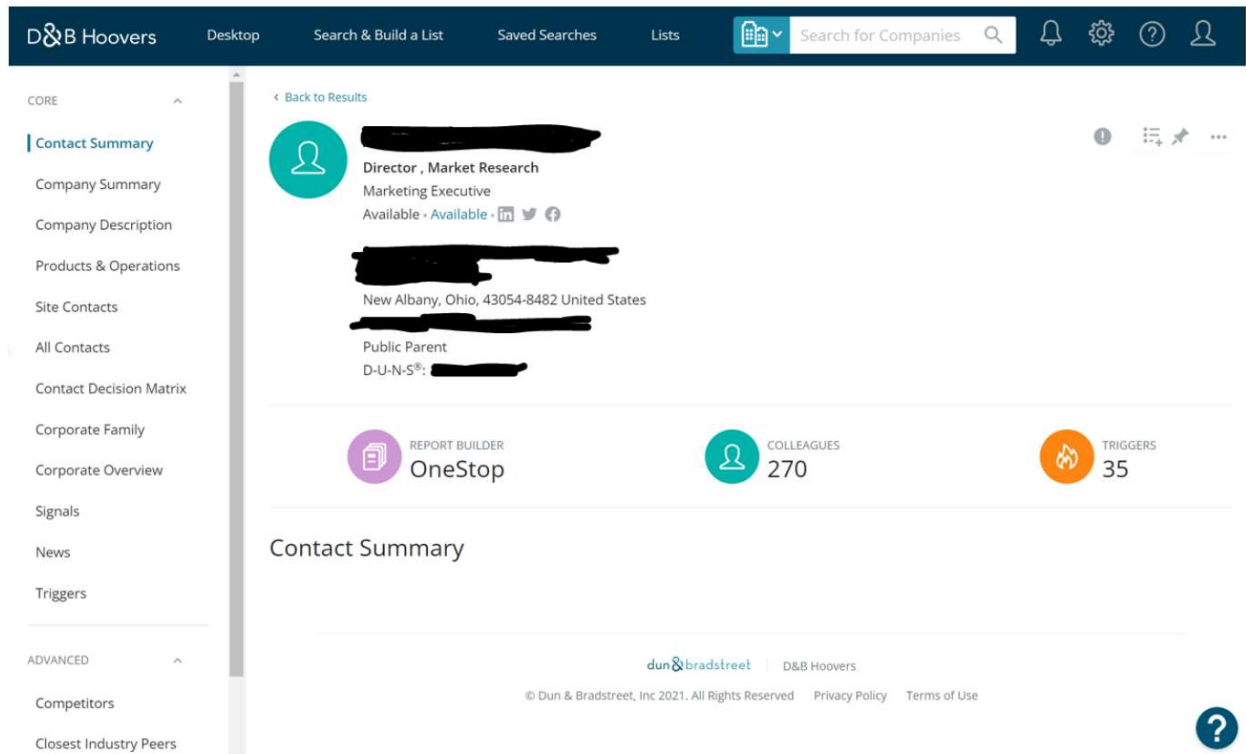 D&B Hoovers
Desktop
Search & Build a List
Saved Searches
Lists
Search for Companies
CORE
Contact Summary
Company Summary
Company Description
Products & Operations
Site Contacts
All Contacts
Contact Decision Matrix
Corporate Family
Corporate Overview
Signals
News
Triggers
ADVANCED
Competitors
Closest Industry Peers
< Back to Results
Director , Market Research
Marketing Executive
Available • Available • in
New Albany, Ohio, 43054-8482 United States
Public Parent
D-U-N-S®:
REPORT BUILDER
OneStop
COLLEAGUES
270
TRIGGERS
35
Contact Summary
dun & bradstreet
D&B Hoovers
© Dun & Bradstreet, Inc 2021. All Rights Reserved Privacy Policy Terms of Use
?